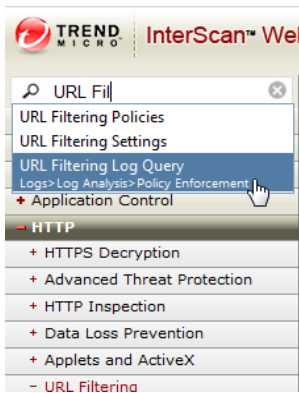 TREND
MICRO
InterScan™ We
URL Fil
URL Filtering Policies
URL Filtering Settings
URL Filtering Log Query
Logs>Log Analysis>Policy Enforcement
+ Application Control
- HTTP
+ HTTPS Decryption
+ Advanced Threat Protection
+ HTTP Inspection
+ Data Loss Prevention
+ Applets and ActiveX
- URL Filtering